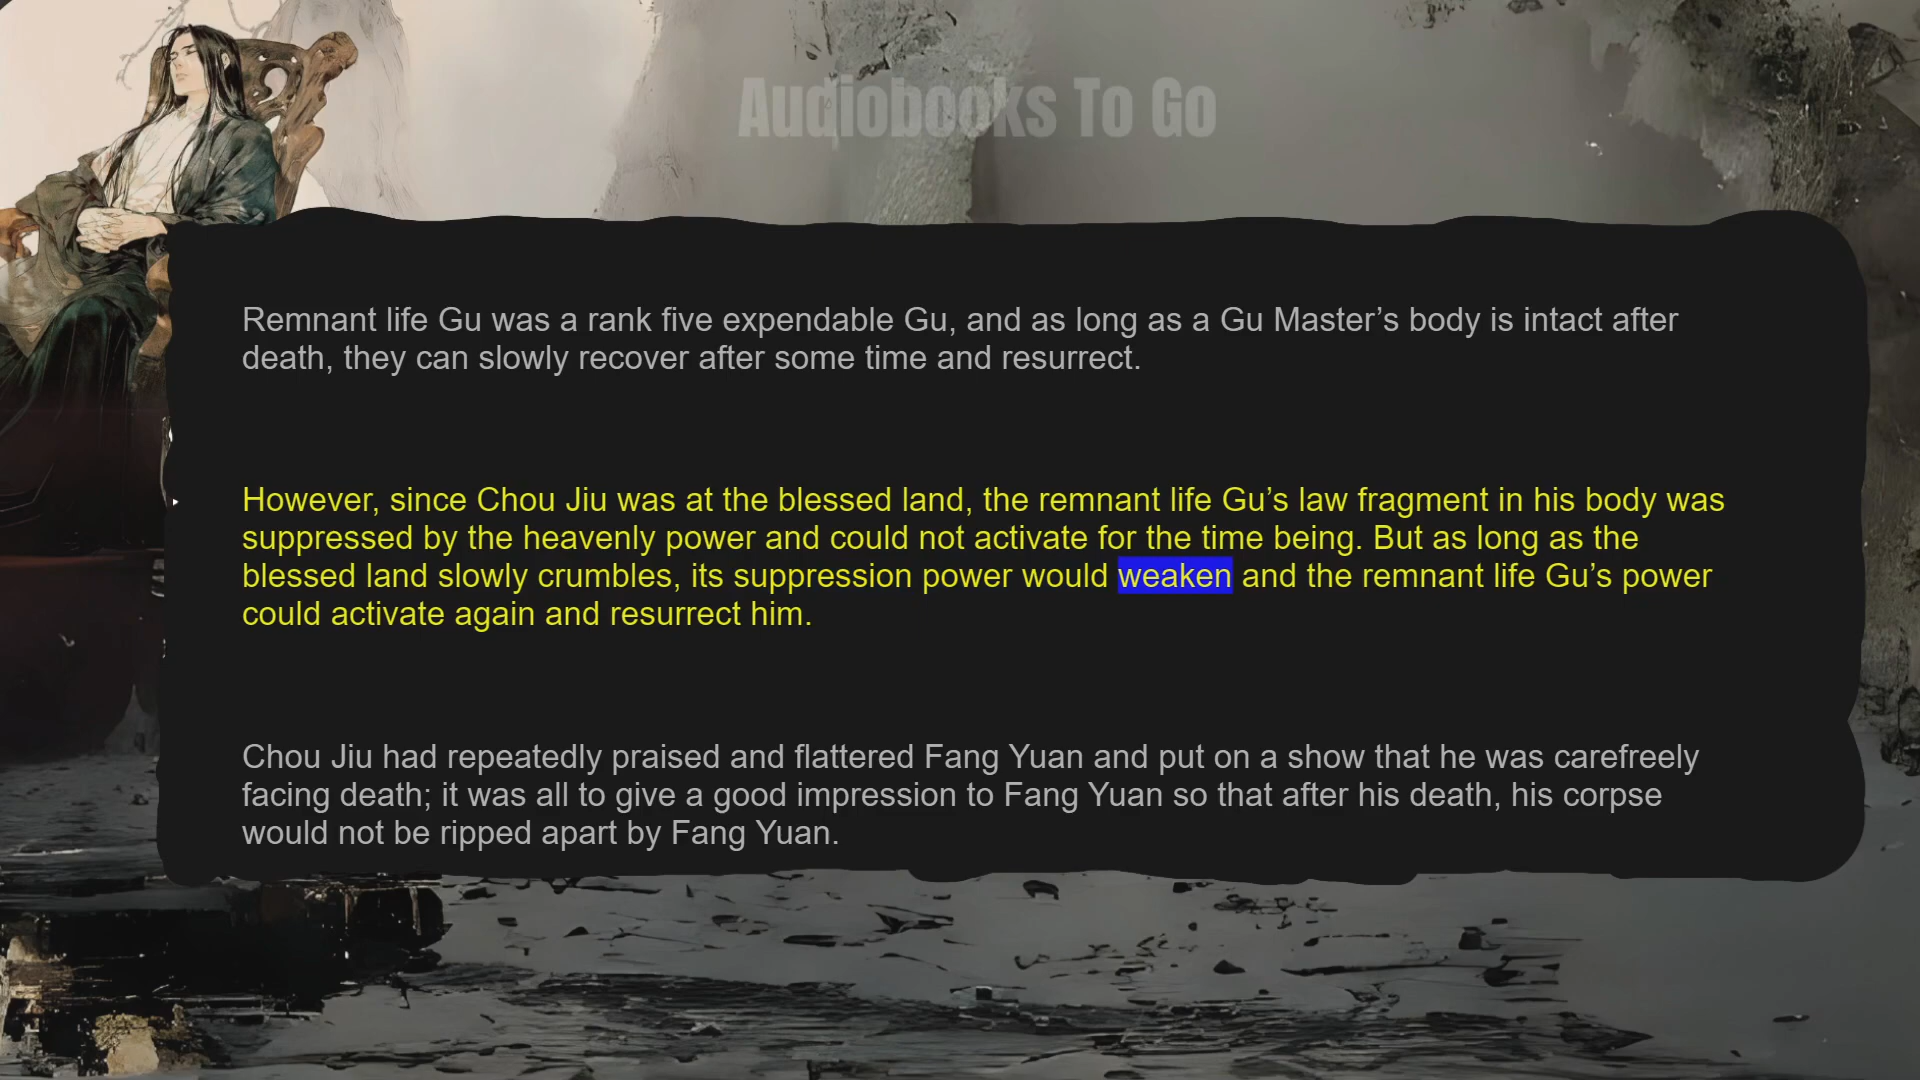 Audiobooks To Go
Remnant life Gu was a rank five expendable Gu, and as long as a Gu Master’s body is intact after
death, they can slowly recover after some time and resurrect.
However, since Chou Jiu was at the blessed land, the remnant life Gu’s law fragment in his body was
suppressed by the heavenly power and could not activate for the time being. But as long as the
blessed land slowly crumbles, its suppression power would weaken and the remnant life Gu’s power
could activate again and resurrect him.
Chou Jiu had repeatedly praised and flattered Fang Yuan and put on a show that he was carefreely
facing death; it was all to give a good impression to Fang Yuan so that after his death, his corpse
would not be ripped apart by Fang Yuan.